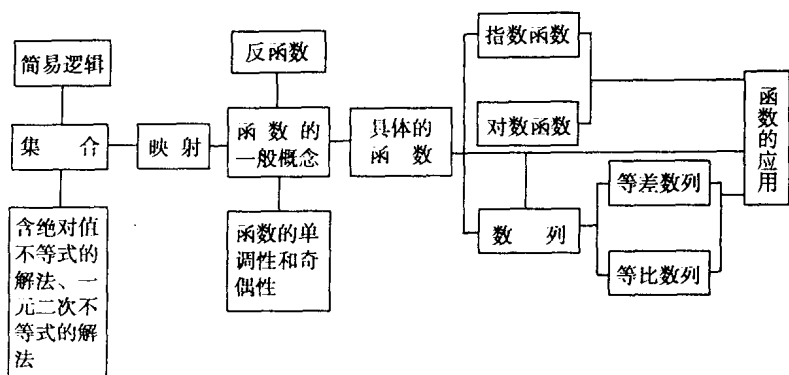 简易逻辑
集合
含绝对值
不等式的
解法、一
元二次不
等式的解
法
映射
反函数
函数的
一般概念
函数的单
调性和奇
偶性
具体的
函数
指数函数
对数函数
数列
等差数列
等比数列
函数的应用